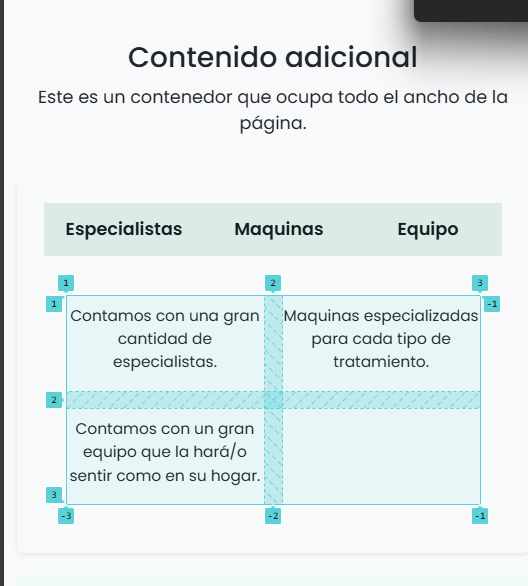 Contenido adicional
Este es un contenedor que ocupa todo el ancho de la
página.
Especialistas Maquinas Equipo
1 2 3
1 -1
Contamos con una gran
cantidad de
especialistas.
Maquinas especializadas
para cada tipo de
tratamiento.
2
Contamos con un gran
equipo que la hará/o
sentir como en su hogar.
3
-3 -2 -1